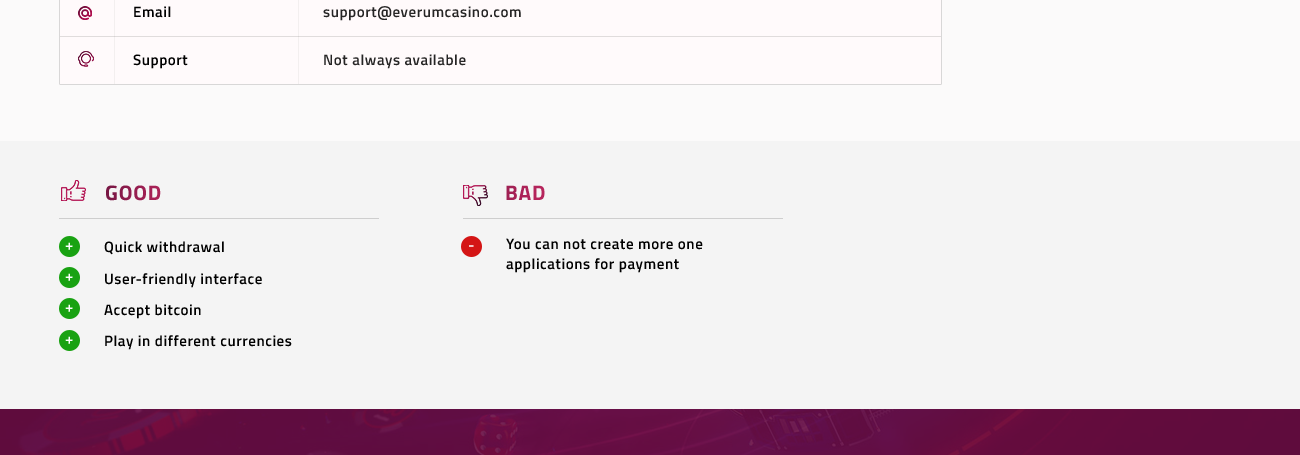 Email support@everumcasino.com
Support Not always available
GOOD
BAD
+ Quick withdrawal
+ User-friendly interface
+ Accept bitcoin
+ Play in different currencies
- You can not create more one
applications for payment